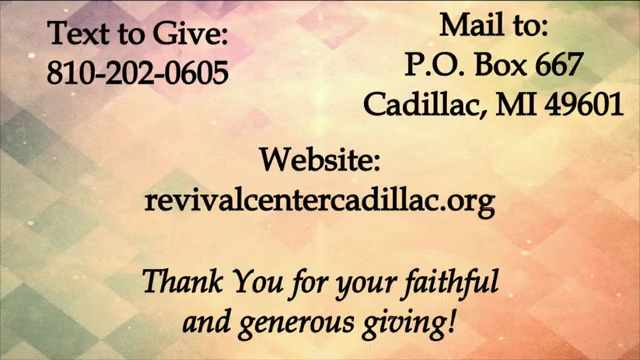 Text to Give:
810-202-0605
Mail to:
P.O. Box 667
Cadillac, MI 49601
Website:
revivalcentercadillac.org
Thank You for your faithful
and generous giving!